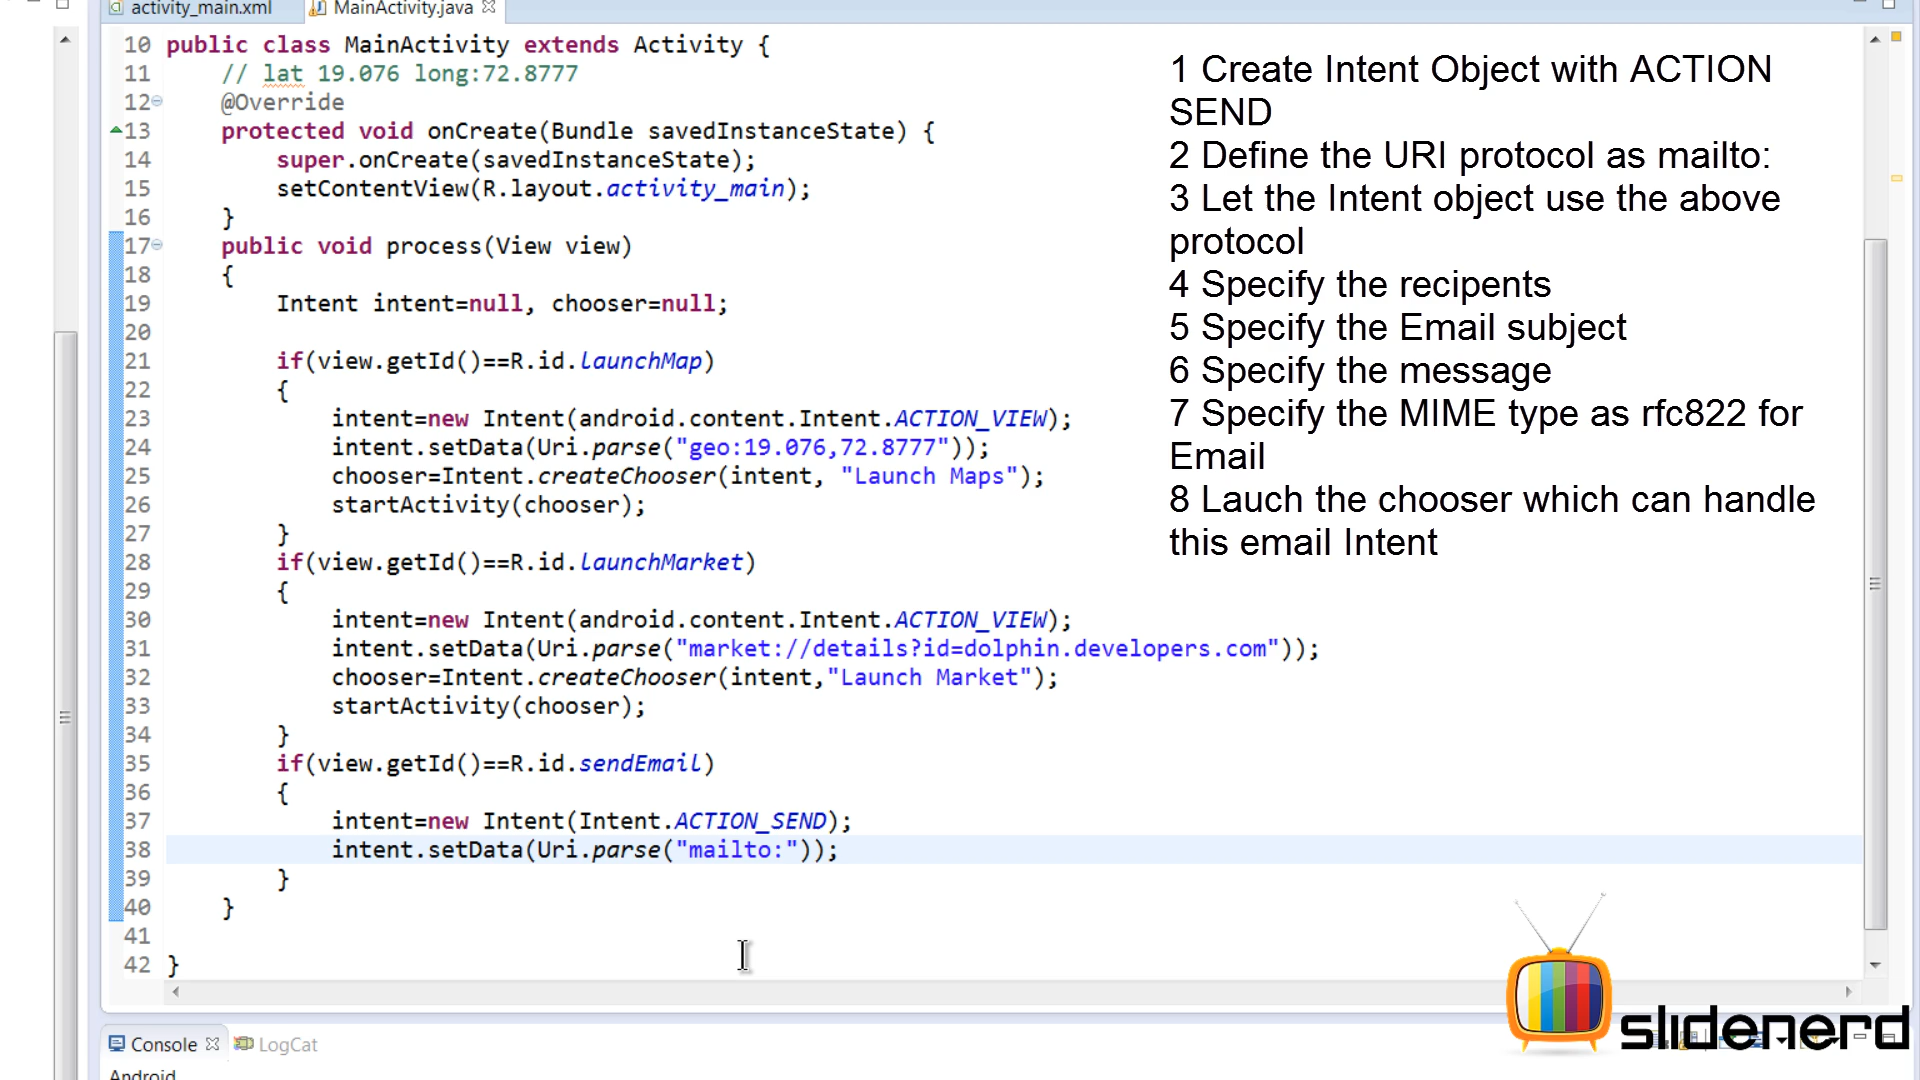 activity_main.xml
MainActivity.java
10 public class MainActivity extends Activity {
11 // lat 19.076 long:72.8777
12 @Override
13 protected void onCreate(Bundle savedInstanceState) {
14 super.onCreate(savedInstanceState);
15 setContentView(R.layout.activity_main);
16 }
17 public void process(View view)
18 {
19 Intent intent=null, chooser=null;
20
21 if(view.getId()==R.id.launchMap)
22 {
23 intent=new Intent(android.content.Intent.ACTION_VIEW);
24 intent.setData(Uri.parse("geo:19.076,72.8777"));
25 chooser=Intent.createChooser(intent, "Launch Maps");
26 startActivity(chooser);
27 }
28 if(view.getId()==R.id.launchMarket)
29 {
30 intent=new Intent(android.content.Intent.ACTION_VIEW);
31 intent.setData(Uri.parse("market://details?id=dolphin.developers.com"));
32 chooser=Intent.createChooser(intent,"Launch Market");
33 startActivity(chooser);
34 }
35 if(view.getId()==R.id.sendEmail)
36 {
37 intent=new Intent(Intent.ACTION_SEND);
38 intent.setData(Uri.parse("mailto:"));
39 }
40 }
41
42 }
1 Create Intent Object with ACTION
SEND
2 Define the URI protocol as mailto:
3 Let the Intent object use the above
protocol
4 Specify the recipents
5 Specify the Email subject
6 Specify the message
7 Specify the MIME type as rfc822 for
Email
8 Lauch the chooser which can handle
this email Intent
slidenerd
Console
LogCat
Android